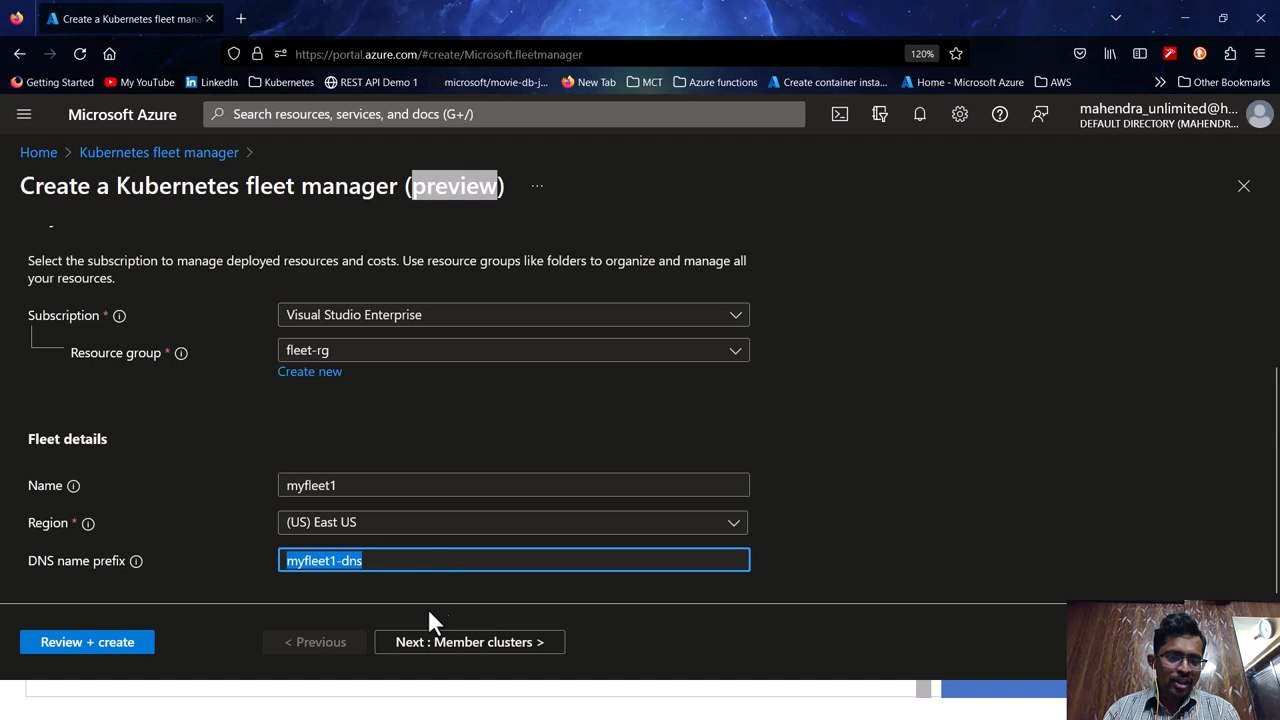 Create a Kubernetes fleet mana
https://portal.azure.com/#create/Microsoft.fleetmanager
120%
Getting Started
My YouTube
LinkedIn
Kubernetes
REST API Demo 1
microsoft/movie-db-j...
New Tab
MCT
Azure functions
Create container insta...
Home - Microsoft Azure
AWS
Other Bookmarks
Microsoft Azure
Search resources, services, and docs (G+/)
mahendra_unlimited@h...
DEFAULT DIRECTORY (MAHENDR...
Home > Kubernetes fleet manager >
Create a Kubernetes fleet manager (preview) ...
Select the subscription to manage deployed resources and costs. Use resource groups like folders to organize and manage all
your resources.
Subscription *
Visual Studio Enterprise
Resource group *
fleet-rg
Create new
Fleet details
Name
myfleet1
Region *
(US) East US
DNS name prefix
myfleet1-dns
Review + create
< Previous
Next : Member clusters >